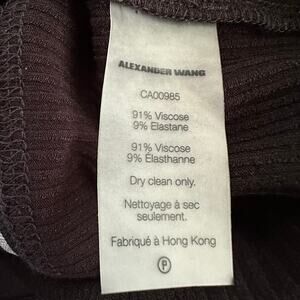 ALEXANDER WANG
CA00985
91% Viscose
9% Elastane
91% Viscose
9% Elasthanne
Dry clean only.
Nettoyage à sec
seulement.
Fabriqué à Hong Kong
P